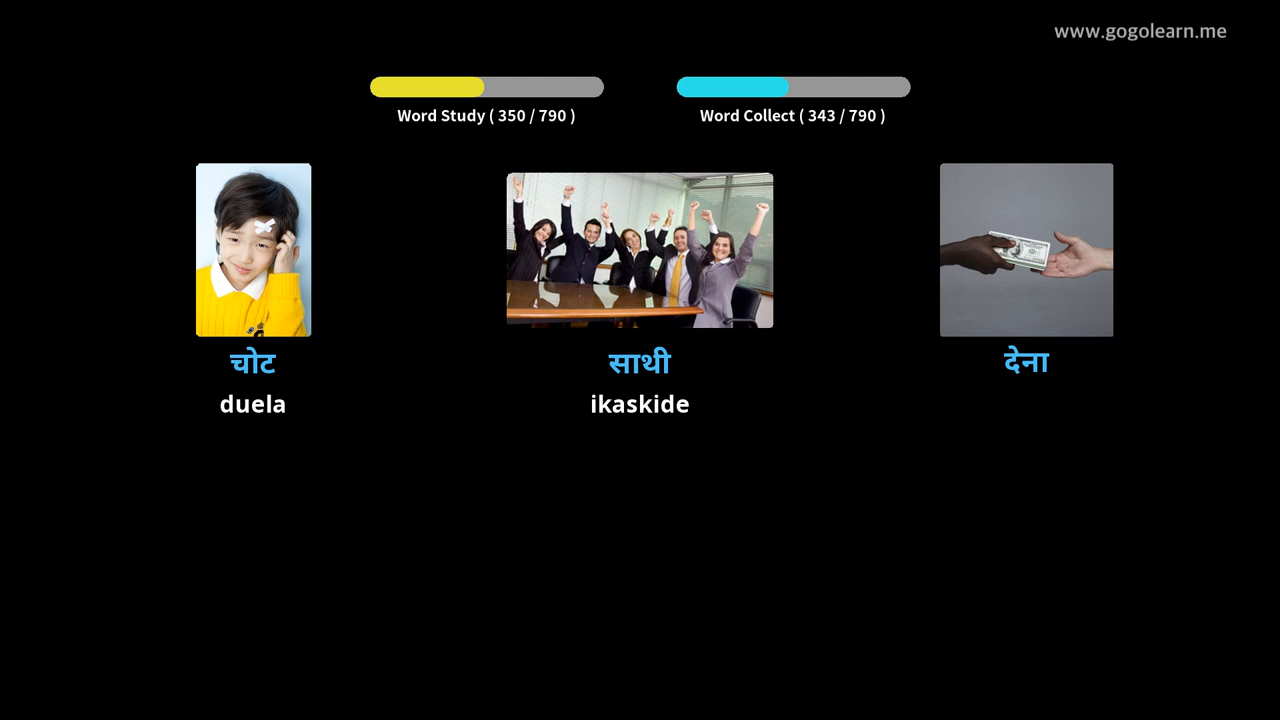 www.gogolearn.me
Word Study ( 350 / 790 )
Word Collect ( 343 / 790 )
चोट
साथी
देना
duela
ikaskide